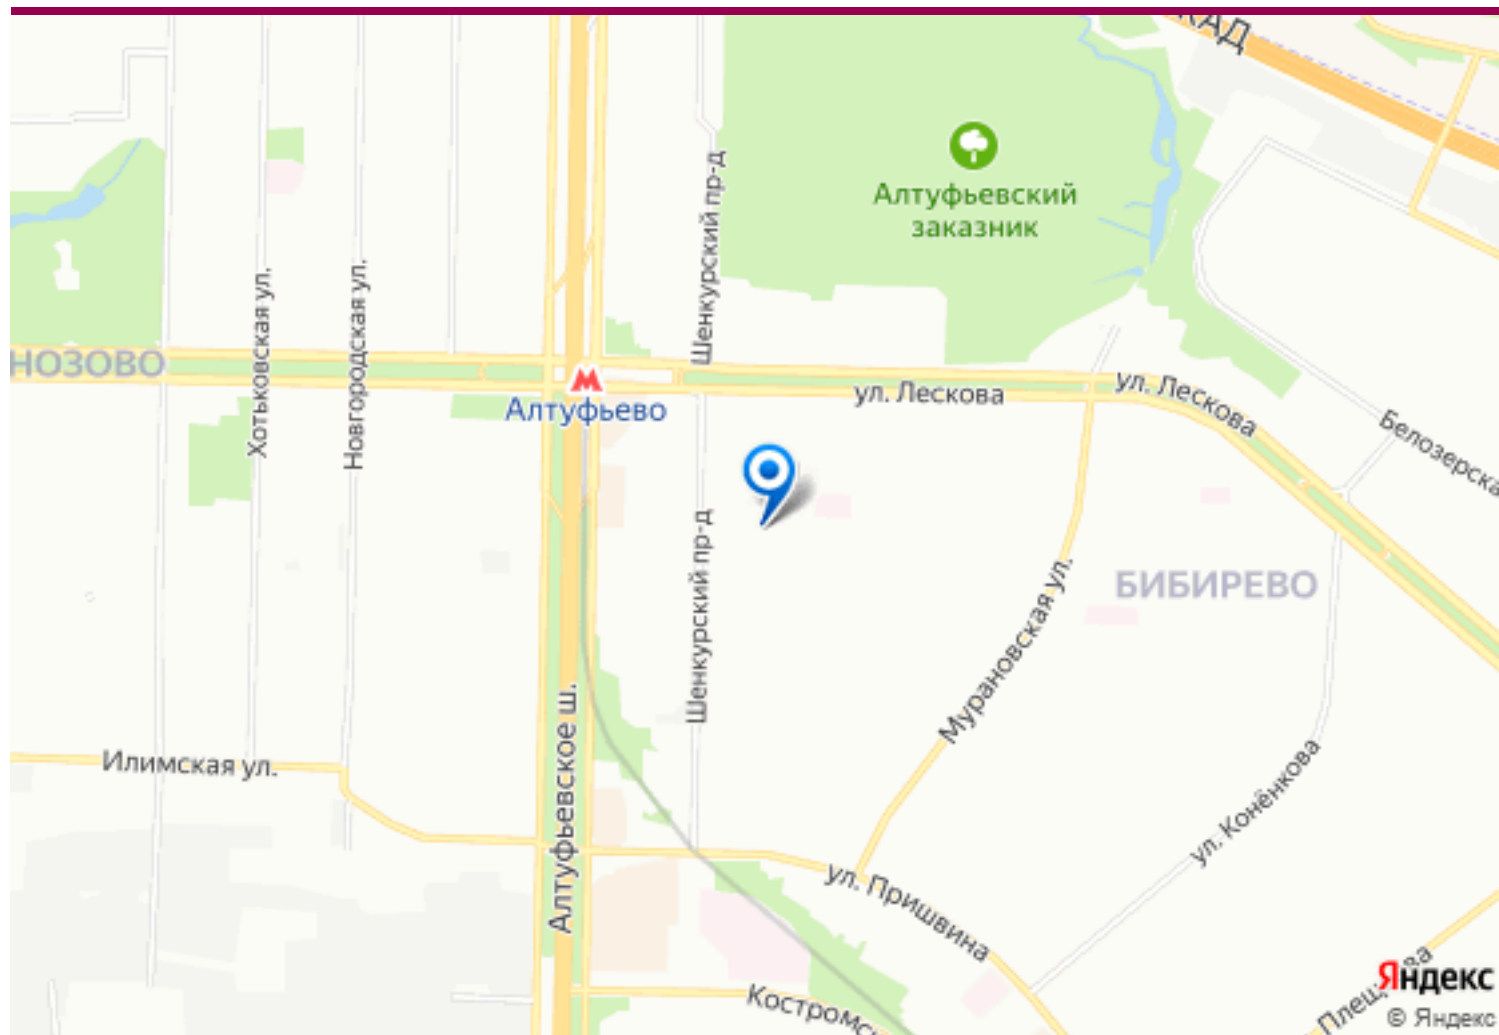 КАД
Алтуфьевский
заказник
Шенкурский пр-д
Хотьковская ул.
Новгородская ул.
НОЗОВО
М
Алтуфьево
ул. Лескова
ул. Лескова
Белозерска
Шенкурский пр-д
БИБИРЕВО
Мурановская ул.
Илимская ул.
Алтуфьевское ш.
ул. Конёнкова
ул. Пришвина
Костромс
Яндекс
© Яндекс